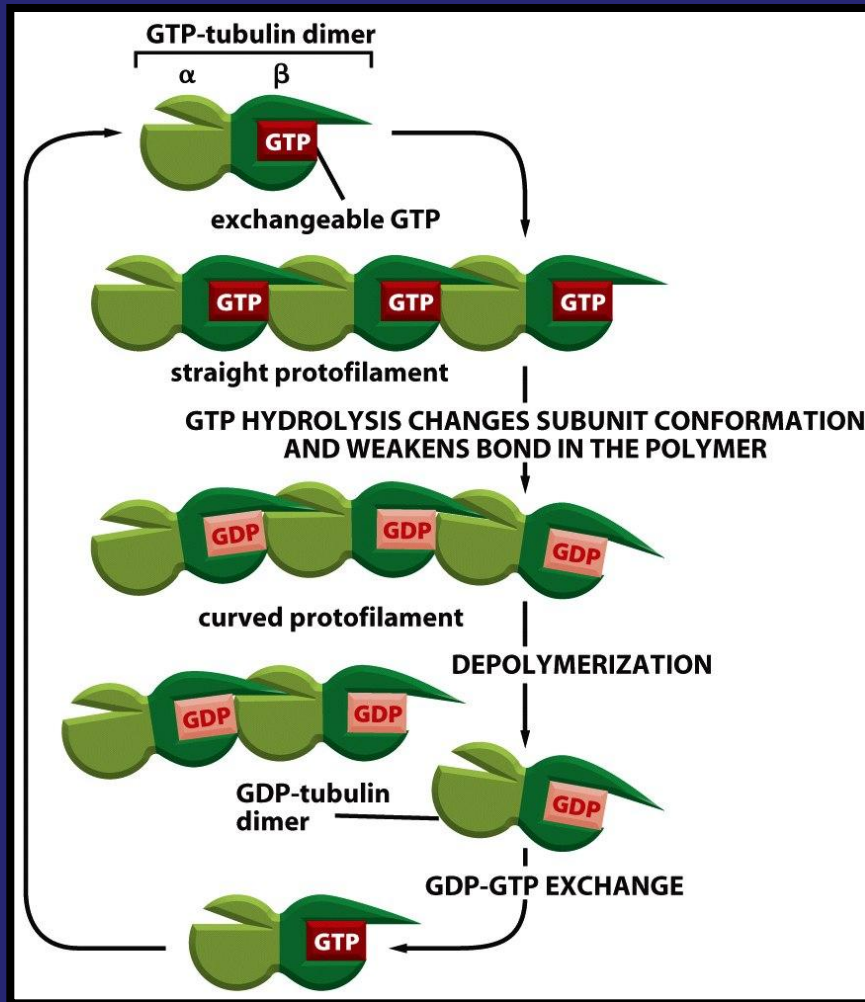 GTP-tubulin dimer
α β
GTP
exchangeable GTP
GTP GTP GTP
straight protofilament
GTP HYDROLYSIS CHANGES SUBUNIT CONFORMATION
AND WEAKENS BOND IN THE POLYMER
GDP GDP GDP
curved protofilament
DEPOLYMERIZATION
GDP GDP
GDP-tubulin
dimer
GDP
GDP-GTP EXCHANGE
GTP